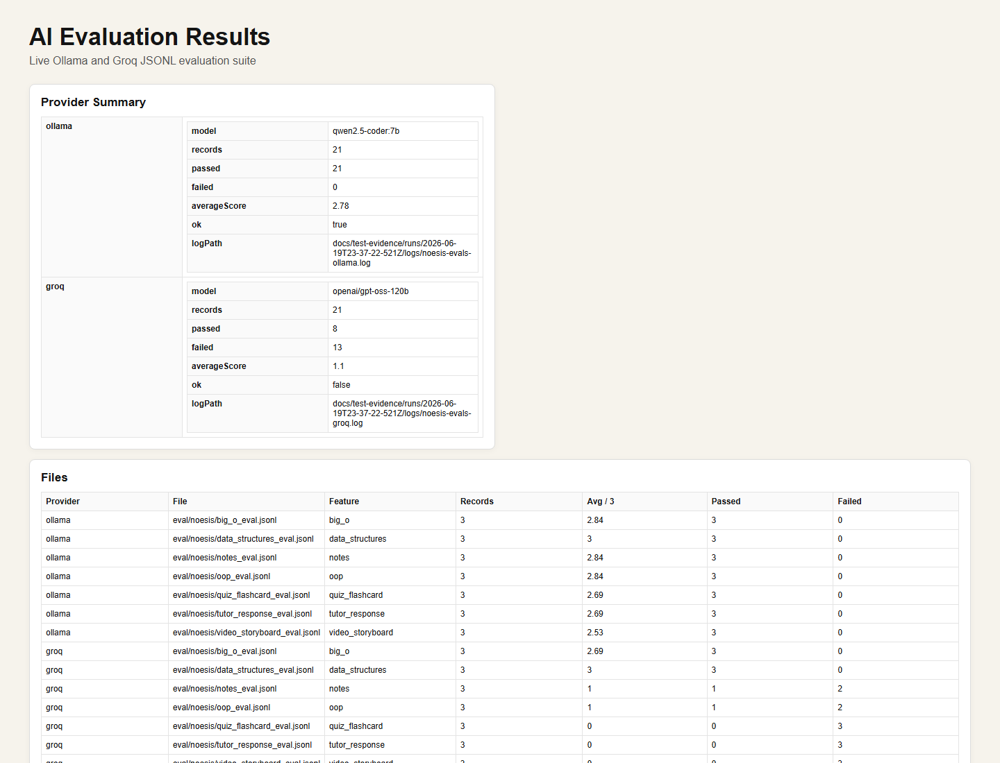 AI Evaluation Results
Live Ollama and Groq JSONL evaluation suite
Provider Summary
ollama
model qwen2.5-coder:7b
records 21
passed 21
failed 0
averageScore 2.78
ok true
logPath docs/test-evidence/runs/2026-06-
19T23-37-22-521Z/logs/noesis-evals-
ollama.log
groq
model openai/gpt-oss-120b
records 21
passed 8
failed 13
averageScore 1.1
ok false
logPath docs/test-evidence/runs/2026-06-
19T23-37-22-521Z/logs/noesis-evals-
groq.log
Files
Provider File Feature Records Avg / 3 Passed Failed
ollama eval/noesis/big_o_eval.jsonl big_o 3 2.84 3 0
ollama eval/noesis/data_structures_eval.jsonl data_structures 3 3 3 0
ollama eval/noesis/notes_eval.jsonl notes 3 2.84 3 0
ollama eval/noesis/oop_eval.jsonl oop 3 2.84 3 0
ollama eval/noesis/quiz_flashcard_eval.jsonl quiz_flashcard 3 2.69 3 0
ollama eval/noesis/tutor_response_eval.jsonl tutor_response 3 2.69 3 0
ollama eval/noesis/video_storyboard_eval.jsonl video_storyboard 3 2.53 3 0
groq eval/noesis/big_o_eval.jsonl big_o 3 2.69 3 0
groq eval/noesis/data_structures_eval.jsonl data_structures 3 3 3 0
groq eval/noesis/notes_eval.jsonl notes 3 1 1 2
groq eval/noesis/oop_eval.jsonl oop 3 1 1 2
groq eval/noesis/quiz_flashcard_eval.jsonl quiz_flashcard 3 0 0 3
groq eval/noesis/tutor_response_eval.jsonl tutor_response 3 0 0 3
groq eval/noesis/video_storyboard_eval.jsonl video_storyboard